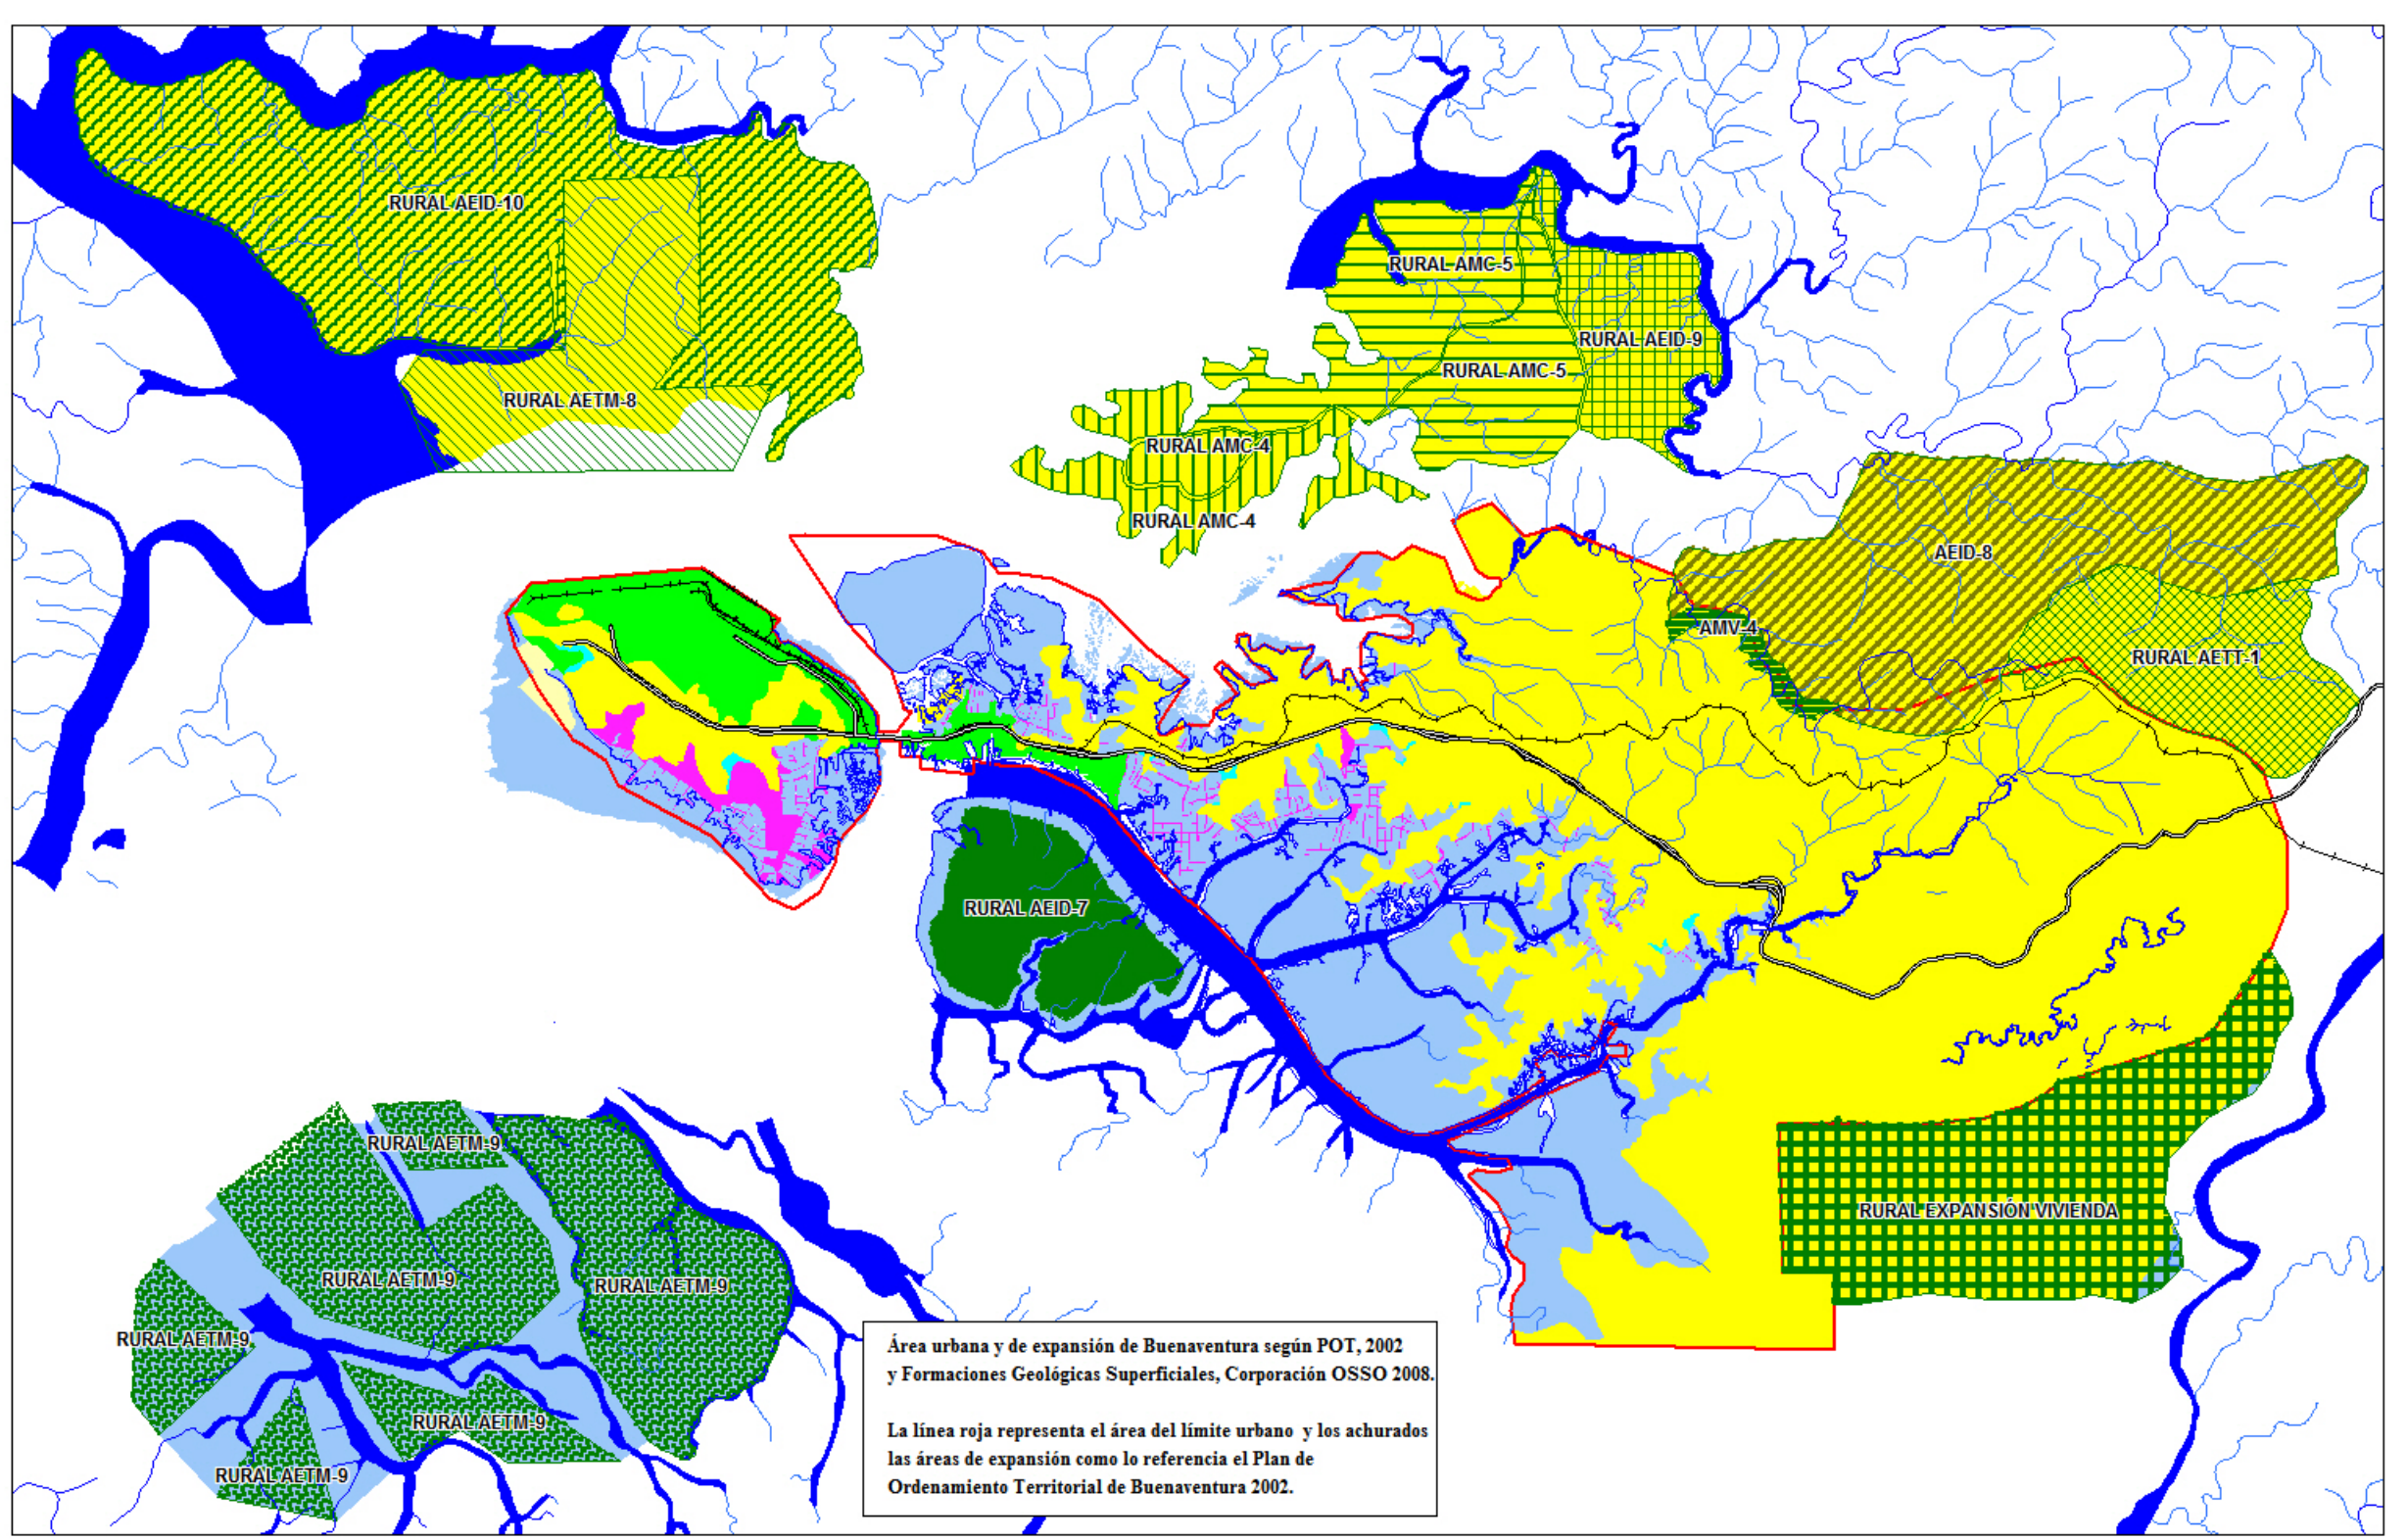 RURAL AEID-10
RURAL AMC-5
RURAL AEID-9
RURAL AMC-5
RURAL AETM-8
RURAL AMC-4
RURAL AMC-4
AEID-8
AMV-4
RURAL AETT-1
RURAL AEID-7
RURAL AETM-9
RURAL EXPANSIÓN VIVIENDA
RURAL AETM-9
RURAL AETM-9
RURAL AETM-9
RURAL AETM-9
RURAL AETM-9
Área urbana y de expansión de Buenaventura según POT, 2002
y Formaciones Geológicas Superficiales, Corporación OSSO 2008.
La línea roja representa el área del límite urbano y los achurados
las áreas de expansión como lo referencia el Plan de
Ordenamiento Territorial de Buenaventura 2002.